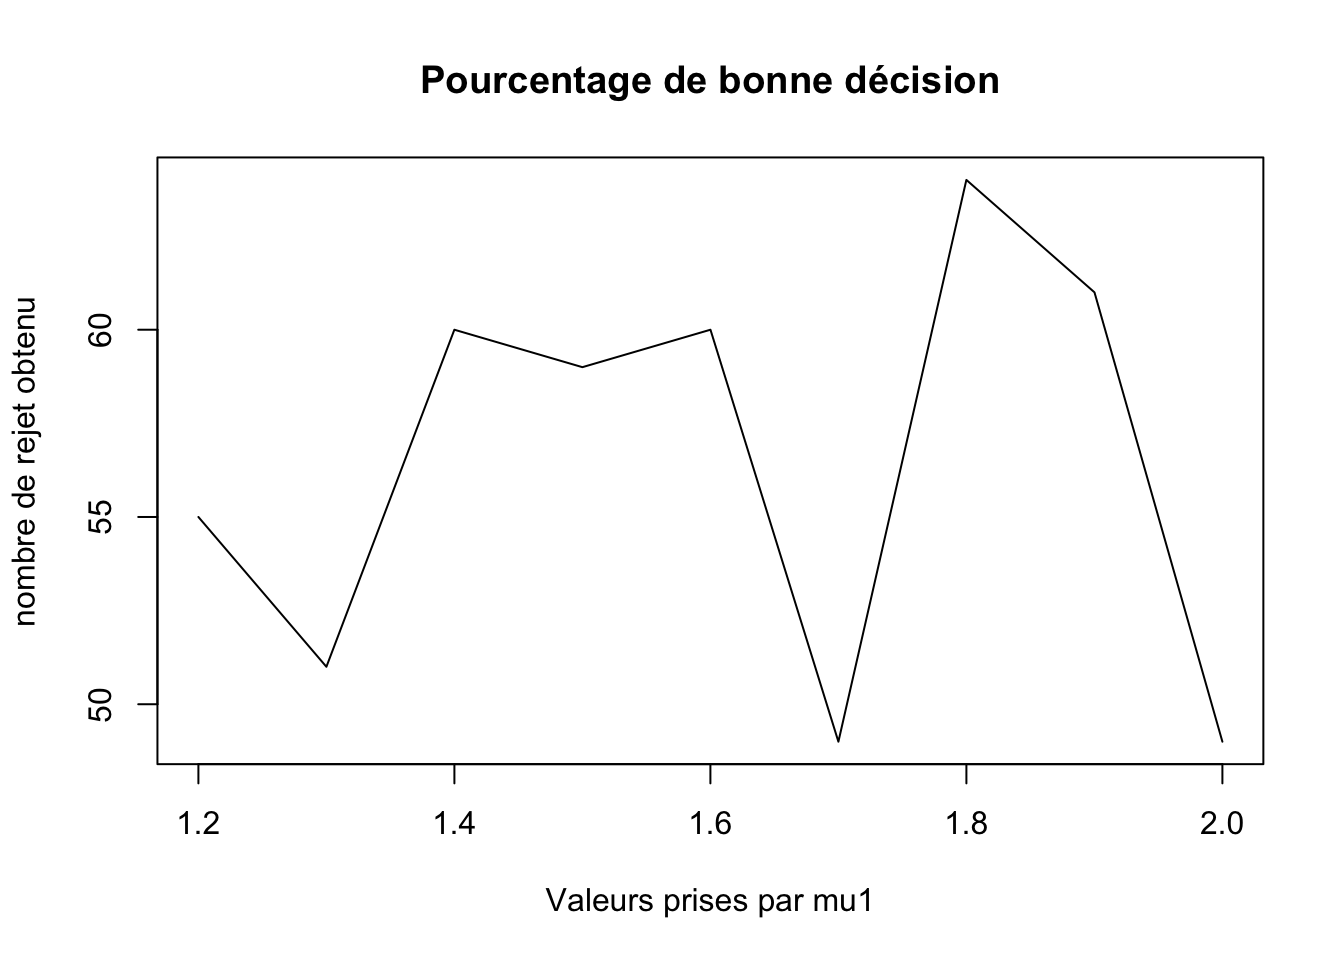 Pourcentage de bonne décision
nombre de rejet obtenu
60
55
50
1.2 1.4 1.6 1.8 2.0
Valeurs prises par mu1